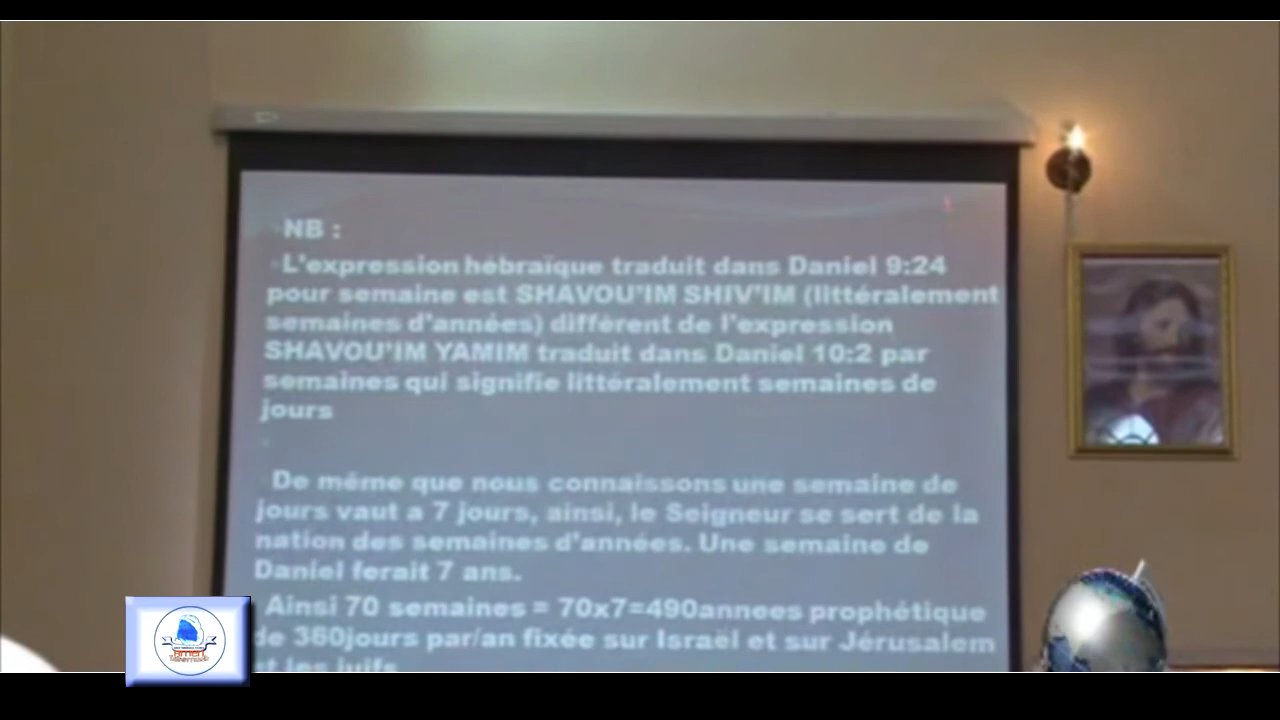 NB :
L'expression hébraïque traduit dans Daniel 9:24
pour semaine est SHAVOU'IM SHIV'IM (littéralement
semaines d'années) diffèrent de l'expression
SHAVOU'IM YAMIM traduit dans Daniel 10:2 par
semaines qui signifie littéralement semaines de
jours
De même que nous connaissons une semaine de
jours vaut a 7 jours, ainsi, le Seigneur se sert de la
nation des semaines d'années. Une semaine de
Daniel ferait 7 ans.
Ainsi 70 semaines = 70x7=490annees prophétique
de 360jours par/an fixée sur Israël et sur Jérusalem
et les juifs